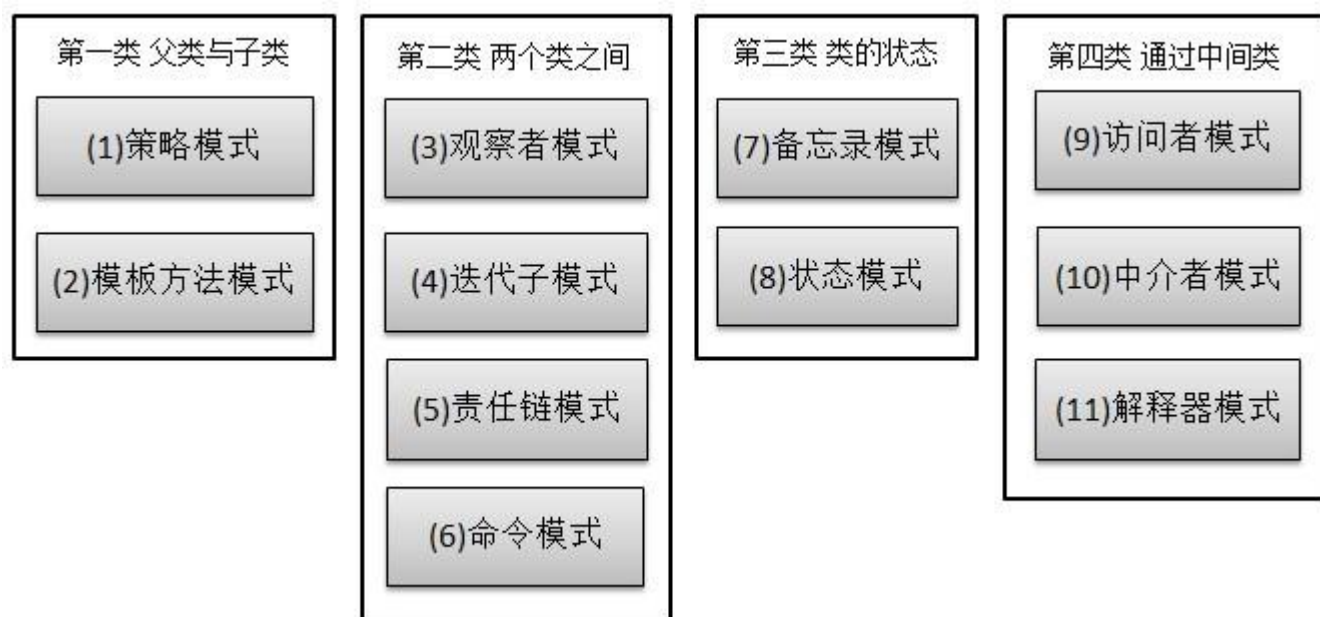 第一类 父类与子类
(1)策略模式
(2)模板方法模式
第二类 两个类之间
(3)观察者模式
(4)迭代子模式
(5)责任链模式
(6)命令模式
第三类 类的状态
(7)备忘录模式
(8)状态模式
第四类 通过中间类
(9)访问者模式
(10)中介者模式
(11)解释器模式